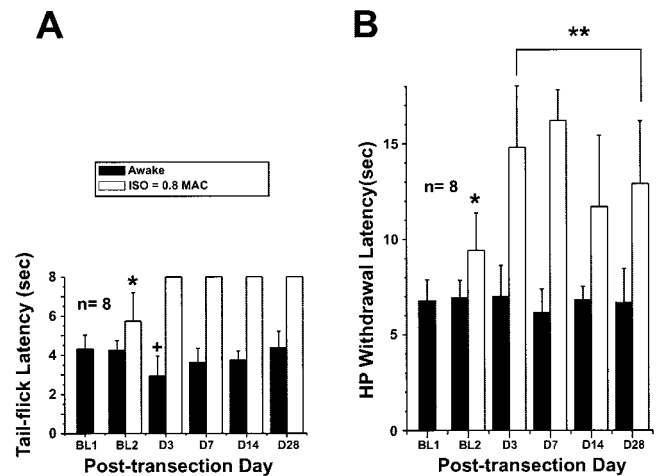 A
Awake
ISO = 0.8 MAC
Tail-flick Latency (sec)
8
6
4
2
0
n= 8
*
+
BL1 BL2 D3 D7 D14 D28
Post-transection Day
B
**
HP Withdrawal Latency(sec)
15
10
5
0
n= 8
*
BL1 BL2 D3 D7 D14 D28
Post-transection Day